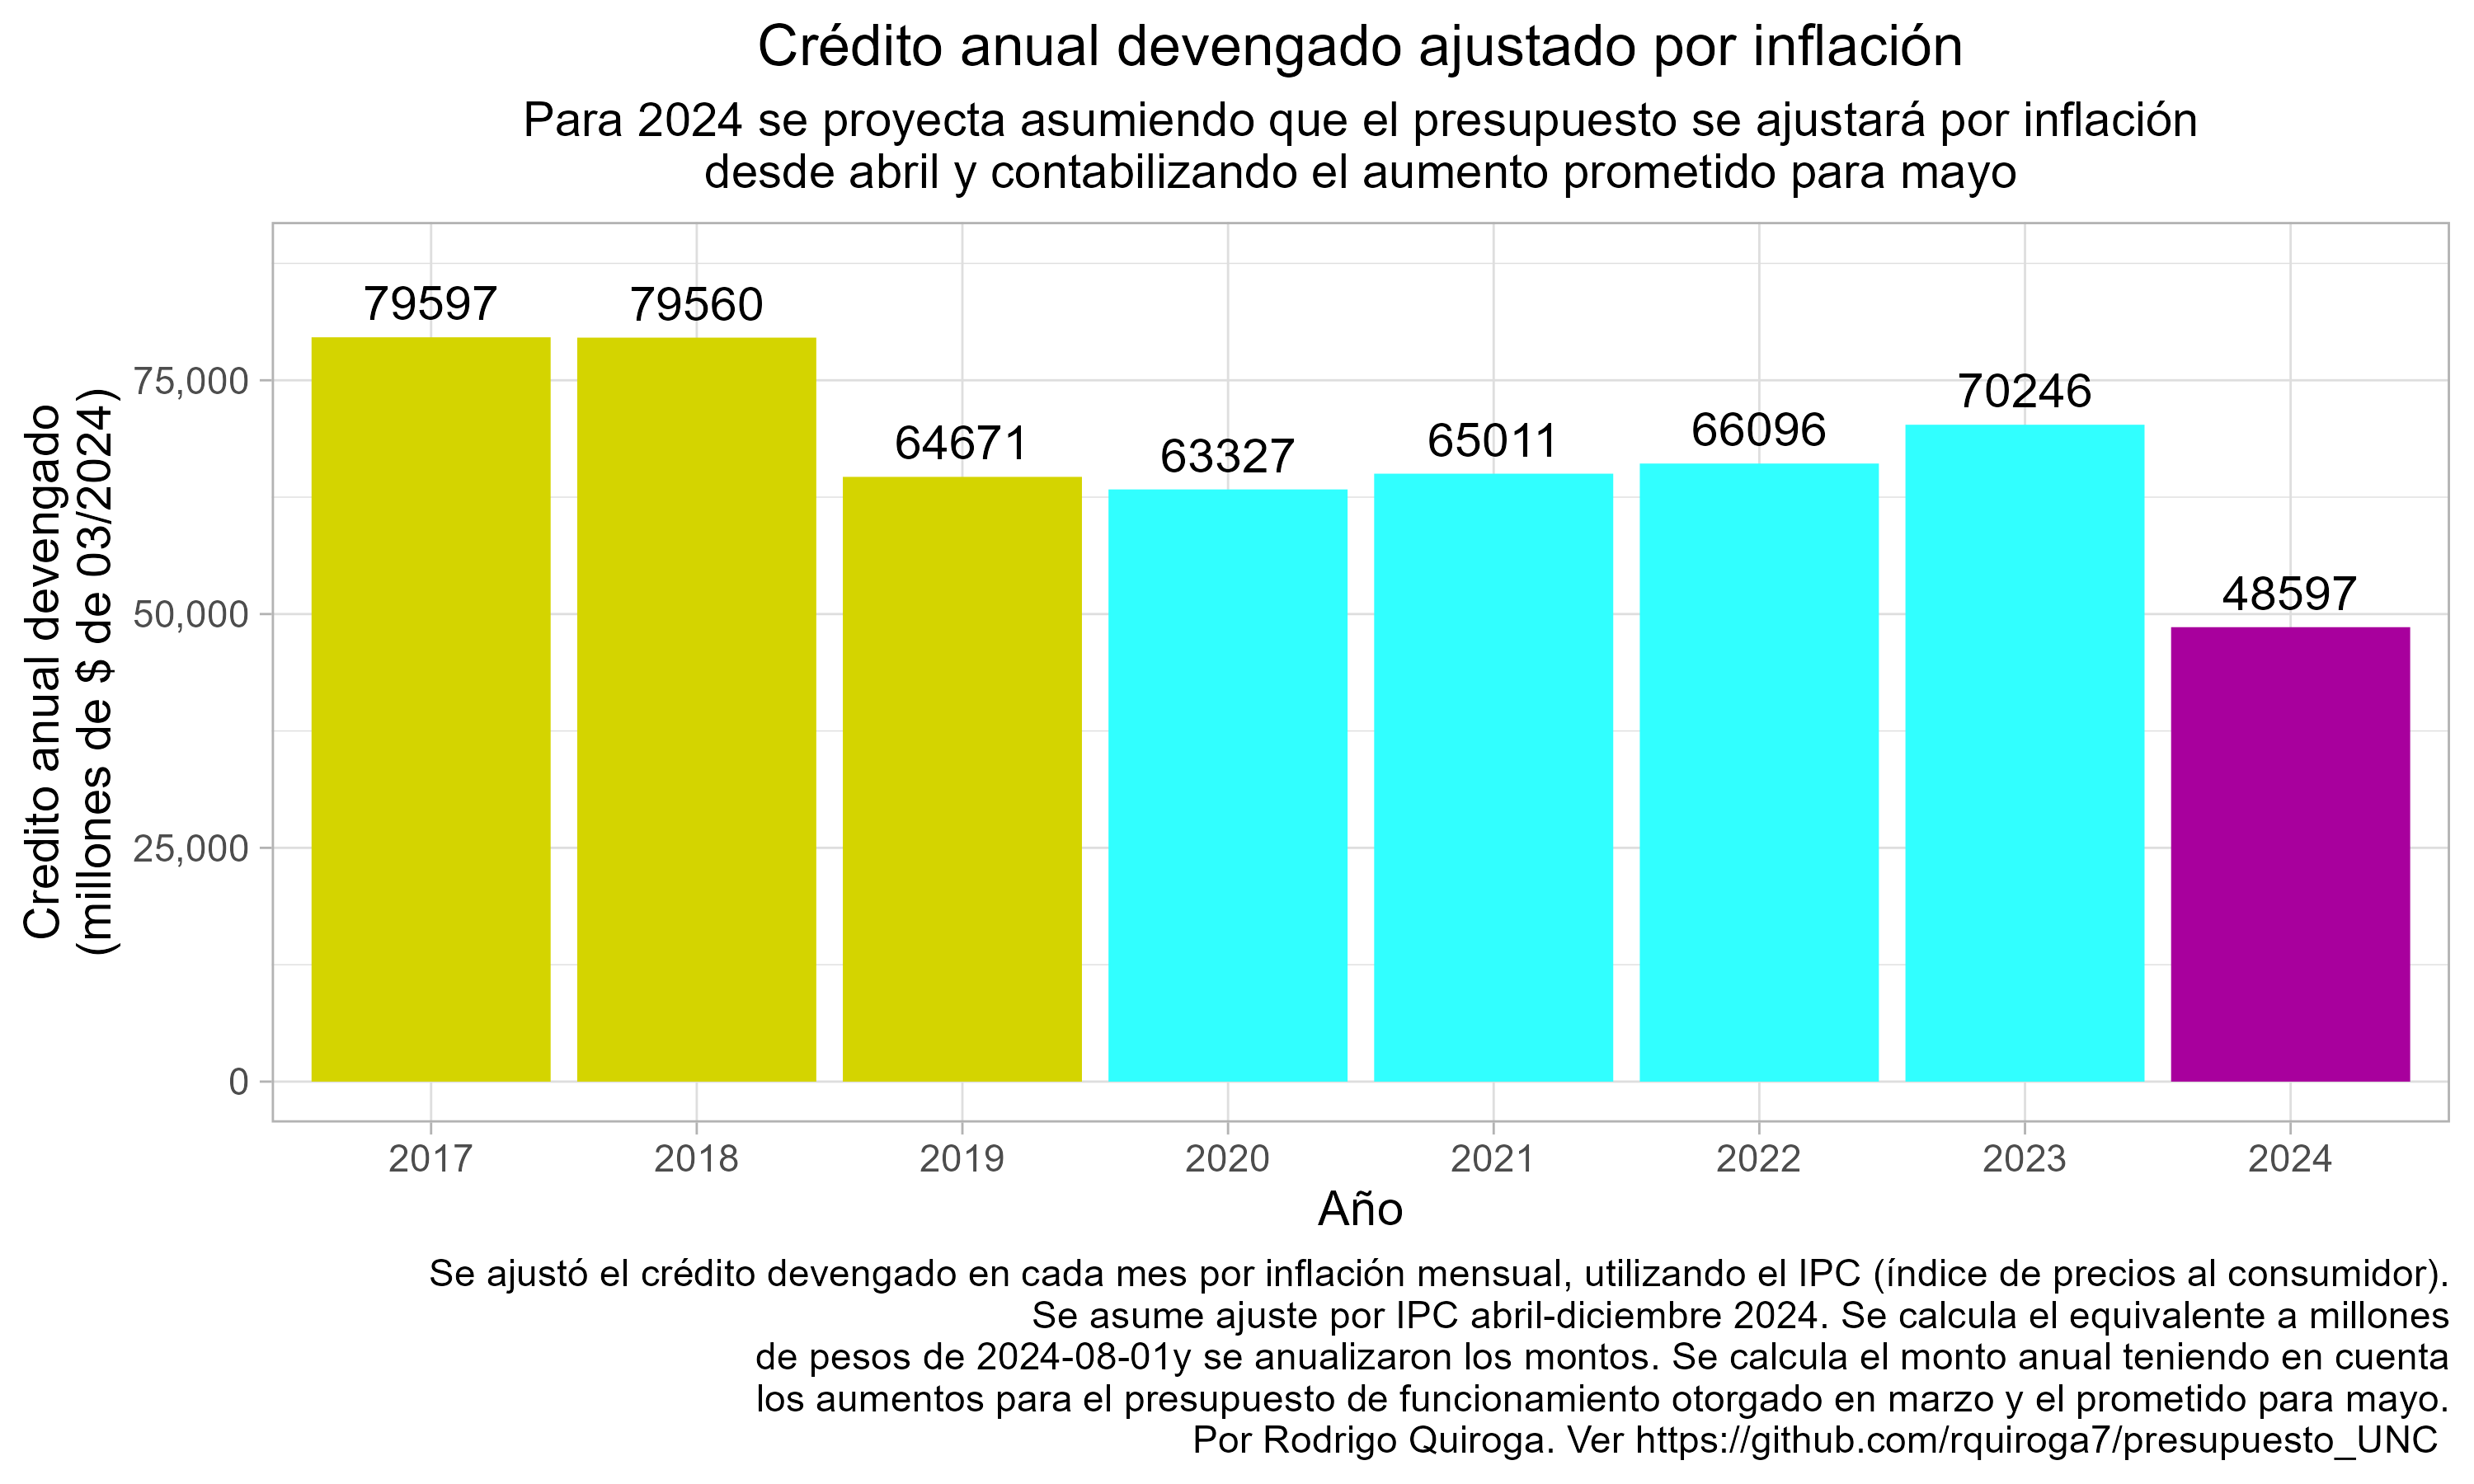 Crédito anual devengado ajustado por inflación
Para 2024 se proyecta asumiendo que el presupuesto se ajustará por inflación
desde abril y contabilizando el aumento prometido para mayo
Credito anual devengado
(millones de $ de 03/2024)
75,000
50,000
25,000
0
79597
79560
64671
63327
65011
66096
70246
48597
2017
2018
2019
2020
2021
2022
2023
2024
Año
Se ajustó el crédito devengado en cada mes por inflación mensual, utilizando el IPC (índice de precios al consumidor).
Se asume ajuste por IPC abril-diciembre 2024. Se calcula el equivalente a millones
de pesos de 2024-08-01y se anualizaron los montos. Se calcula el monto anual teniendo en cuenta
los aumentos para el presupuesto de funcionamiento otorgado en marzo y el prometido para mayo.
Por Rodrigo Quiroga. Ver https://github.com/rquiroga7/presupuesto_UNC